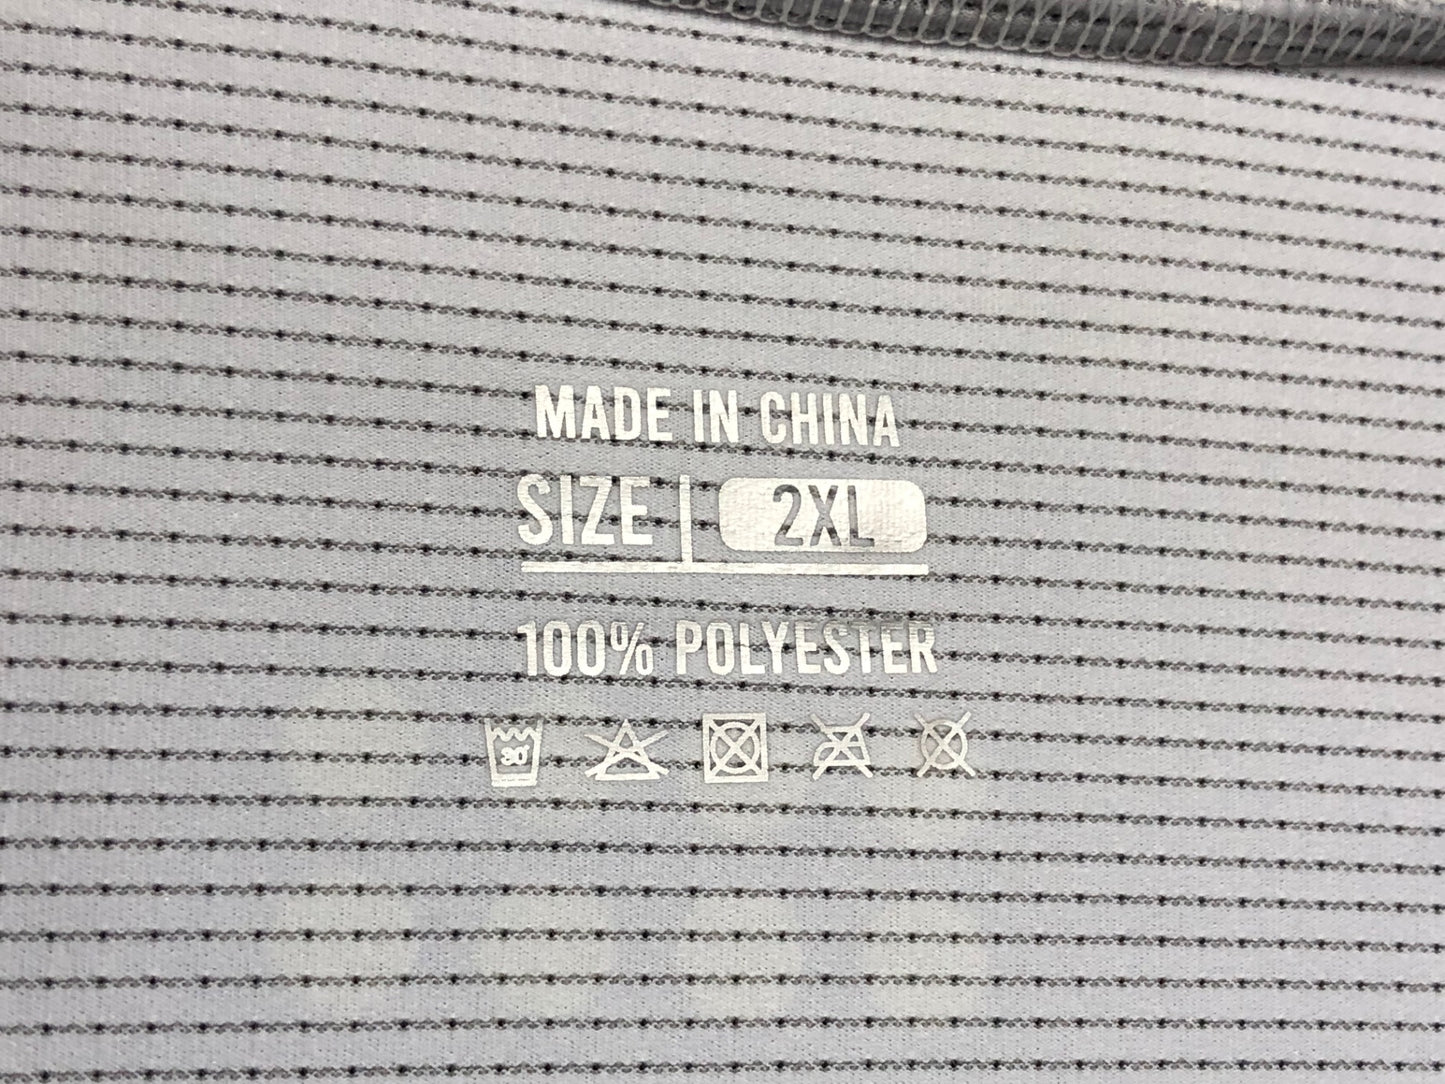 MADE IN CHINA
SIZE 2XL
100% POLYESTER
30°